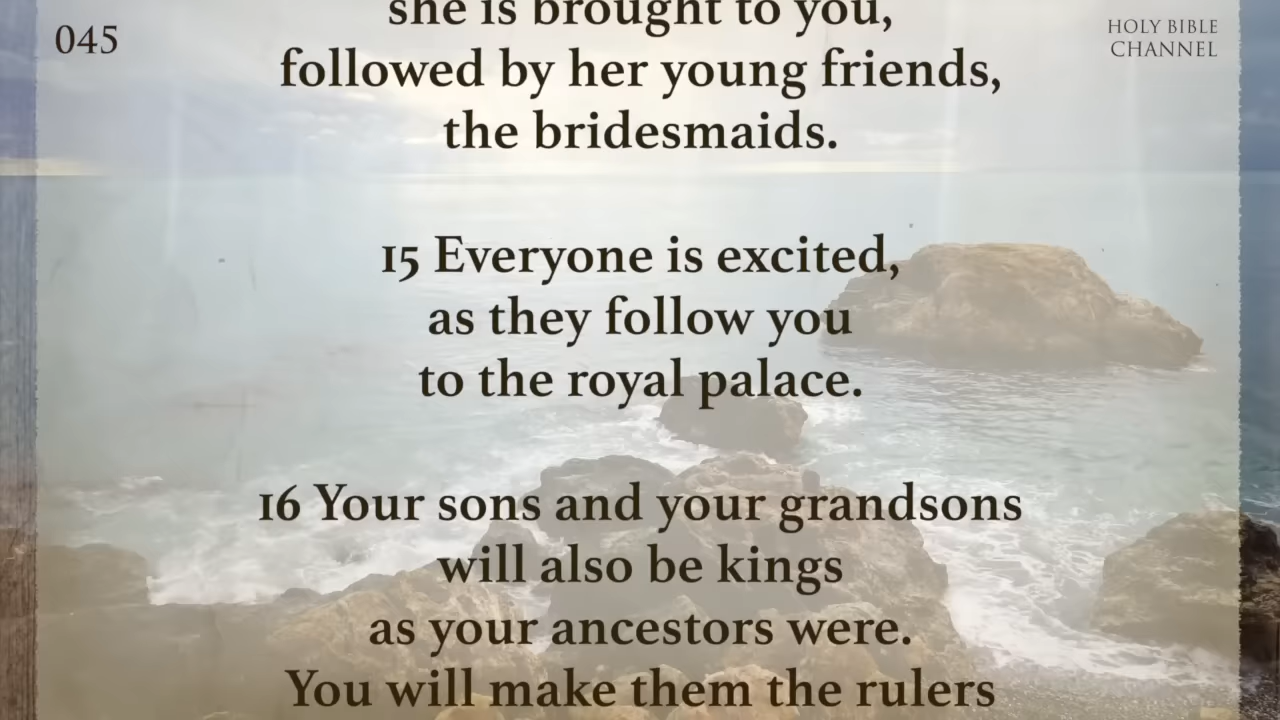 045
HOLY BIBLE
CHANNEL
she is brought to you,
followed by her young friends,
the bridesmaids.
15 Everyone is excited,
as they follow you
to the royal palace.
16 Your sons and your grandsons
will also be kings
as your ancestors were.
You will make them the rulers